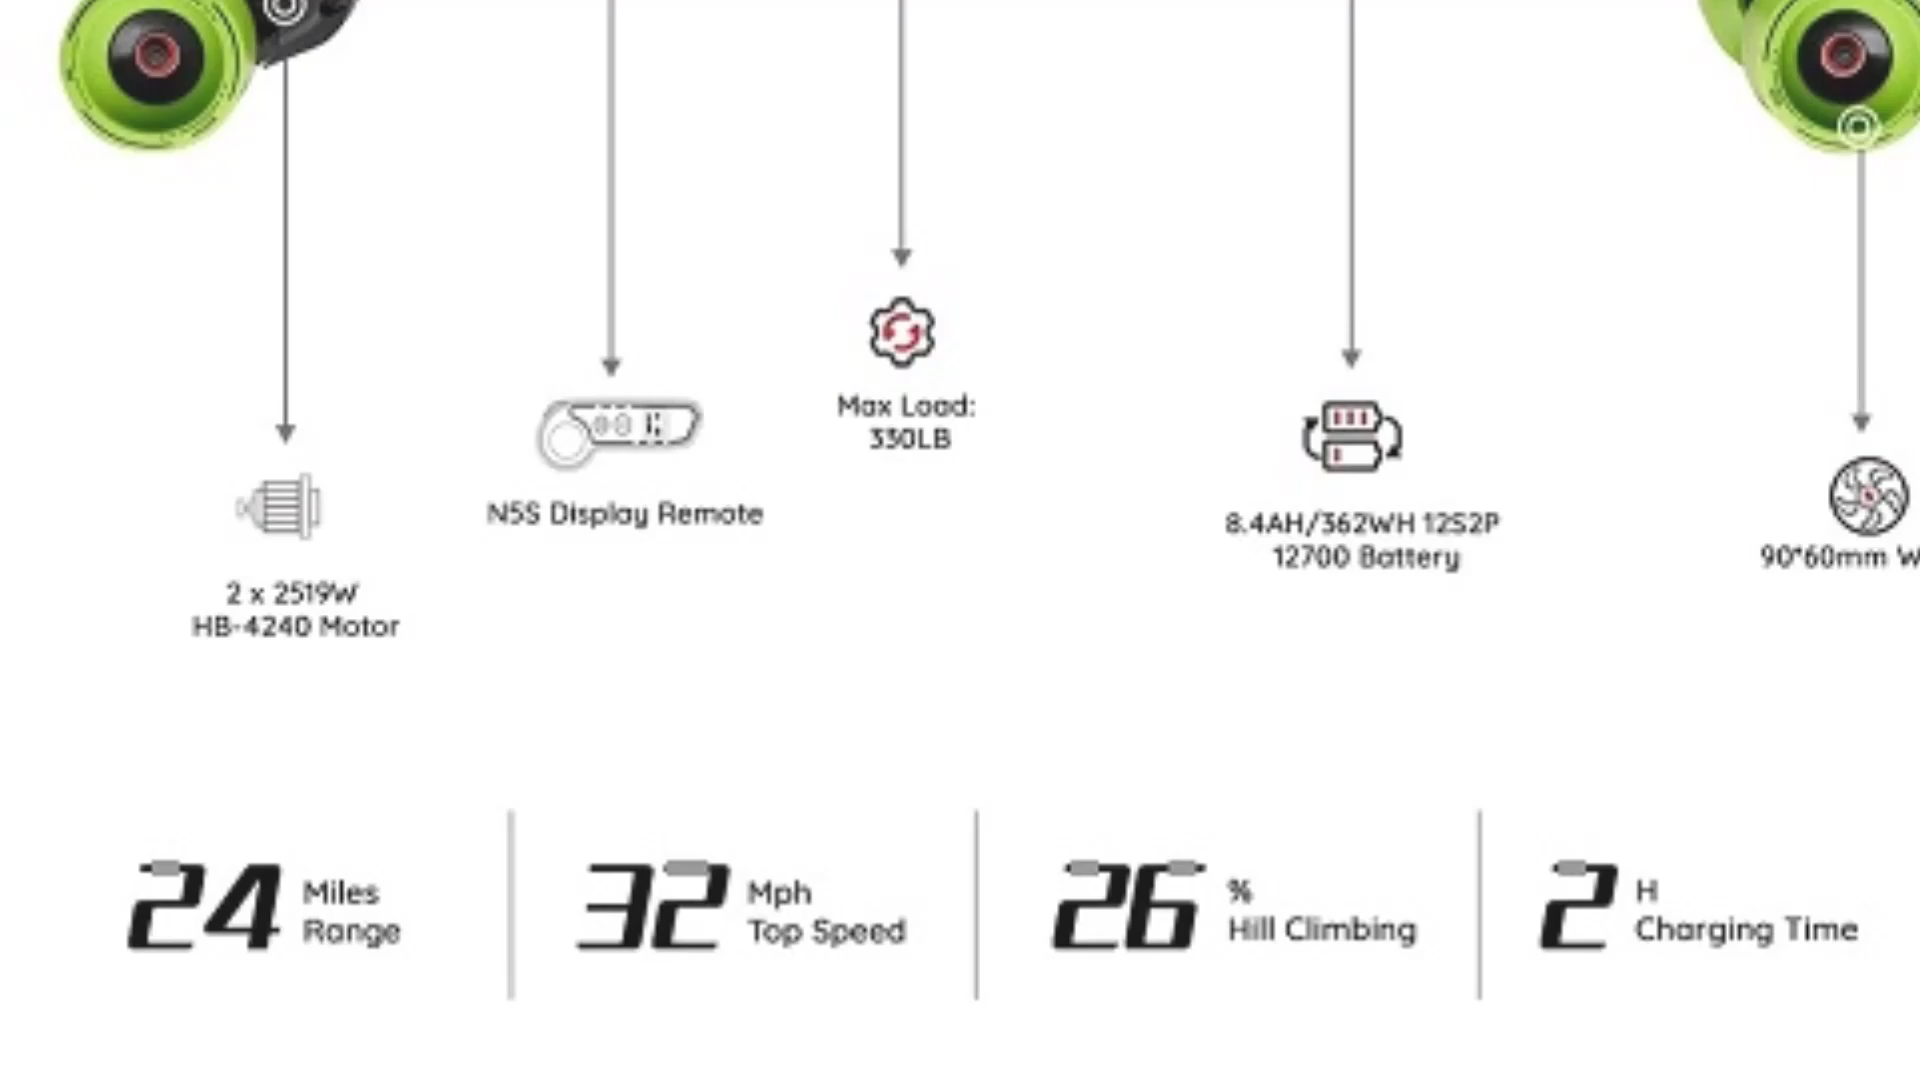 Max Load:
330LB
N5S Display Remote
8.4AH/362WH 12S2P
12700 Battery
90*60mm
2 x 2519W
HB-4240 Motor
24 Miles
Range
32 Mph
Top Speed
26 %
Hill Climbing
2 H
Charging Time